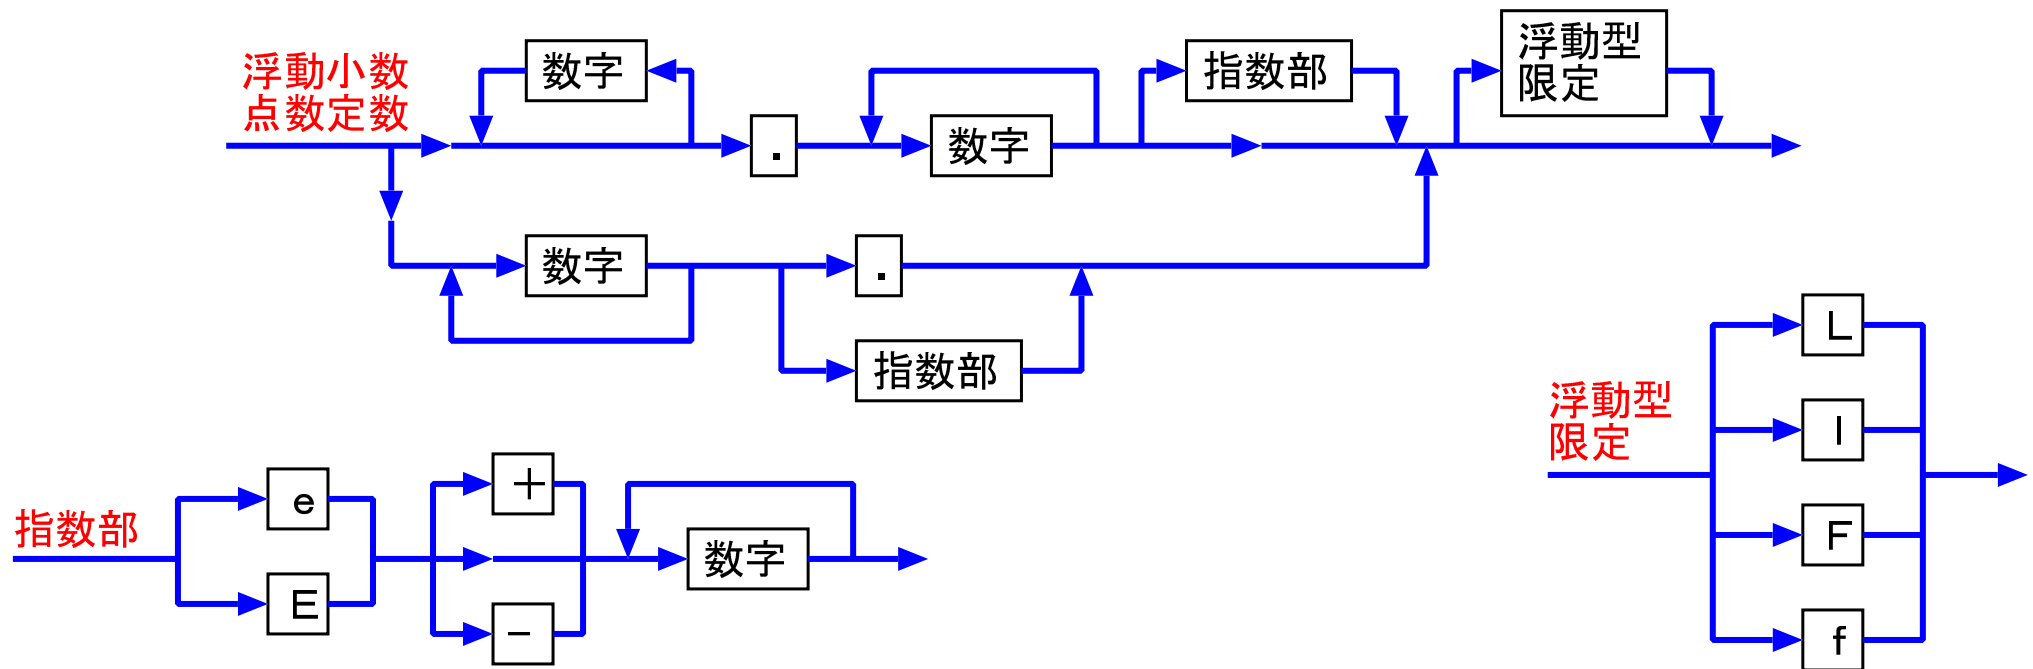 浮動小数
点数定数
数字
.
数字
指数部
浮動型
限定
数字
.
指数部
指数部
e
E
+
-
数字
浮動型
限定
L
l
F
f